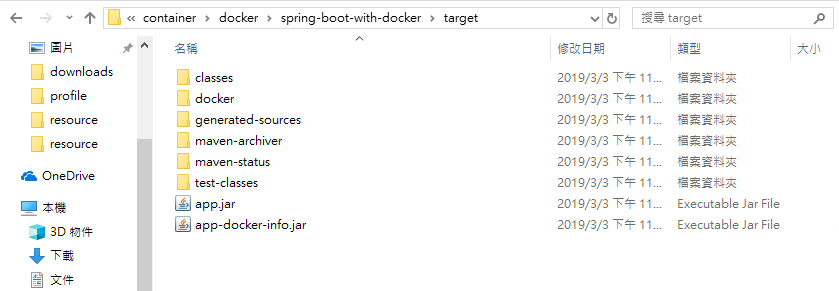 « container > docker > spring-boot-with-docker > target
搜尋 target
圖片
downloads
profile
resource
resource
OneDrive
本機
3D 物件
下載
文件
名稱 修改日期 類型 大小
classes 2019/3/3 下午 11... 檔案資料夾
docker 2019/3/3 下午 11... 檔案資料夾
generated-sources 2019/3/3 下午 11... 檔案資料夾
maven-archiver 2019/3/3 下午 11... 檔案資料夾
maven-status 2019/3/3 下午 11... 檔案資料夾
test-classes 2019/3/3 下午 11... 檔案資料夾
app.jar 2019/3/3 下午 11... Executable Jar File
app-docker-info.jar 2019/3/3 下午 11... Executable Jar File